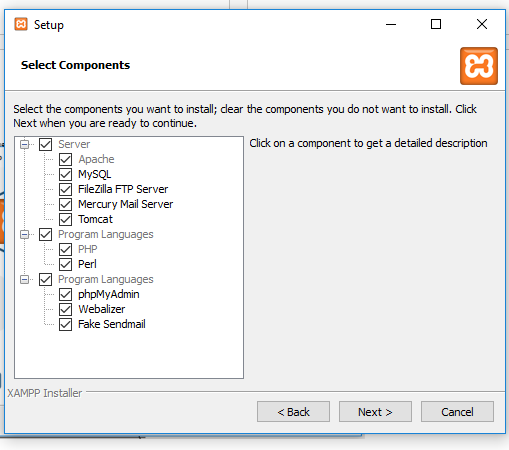 Setup
Select Components
Select the components you want to install; clear the components you do not want to install. Click
Next when you are ready to continue.
Server
Apache
MySQL
FileZilla FTP Server
Mercury Mail Server
Tomcat
Program Languages
PHP
Perl
Program Languages
phpMyAdmin
Webalizer
Fake Sendmail
Click on a component to get a detailed description
XAMPP Installer
< Back
Next >
Cancel